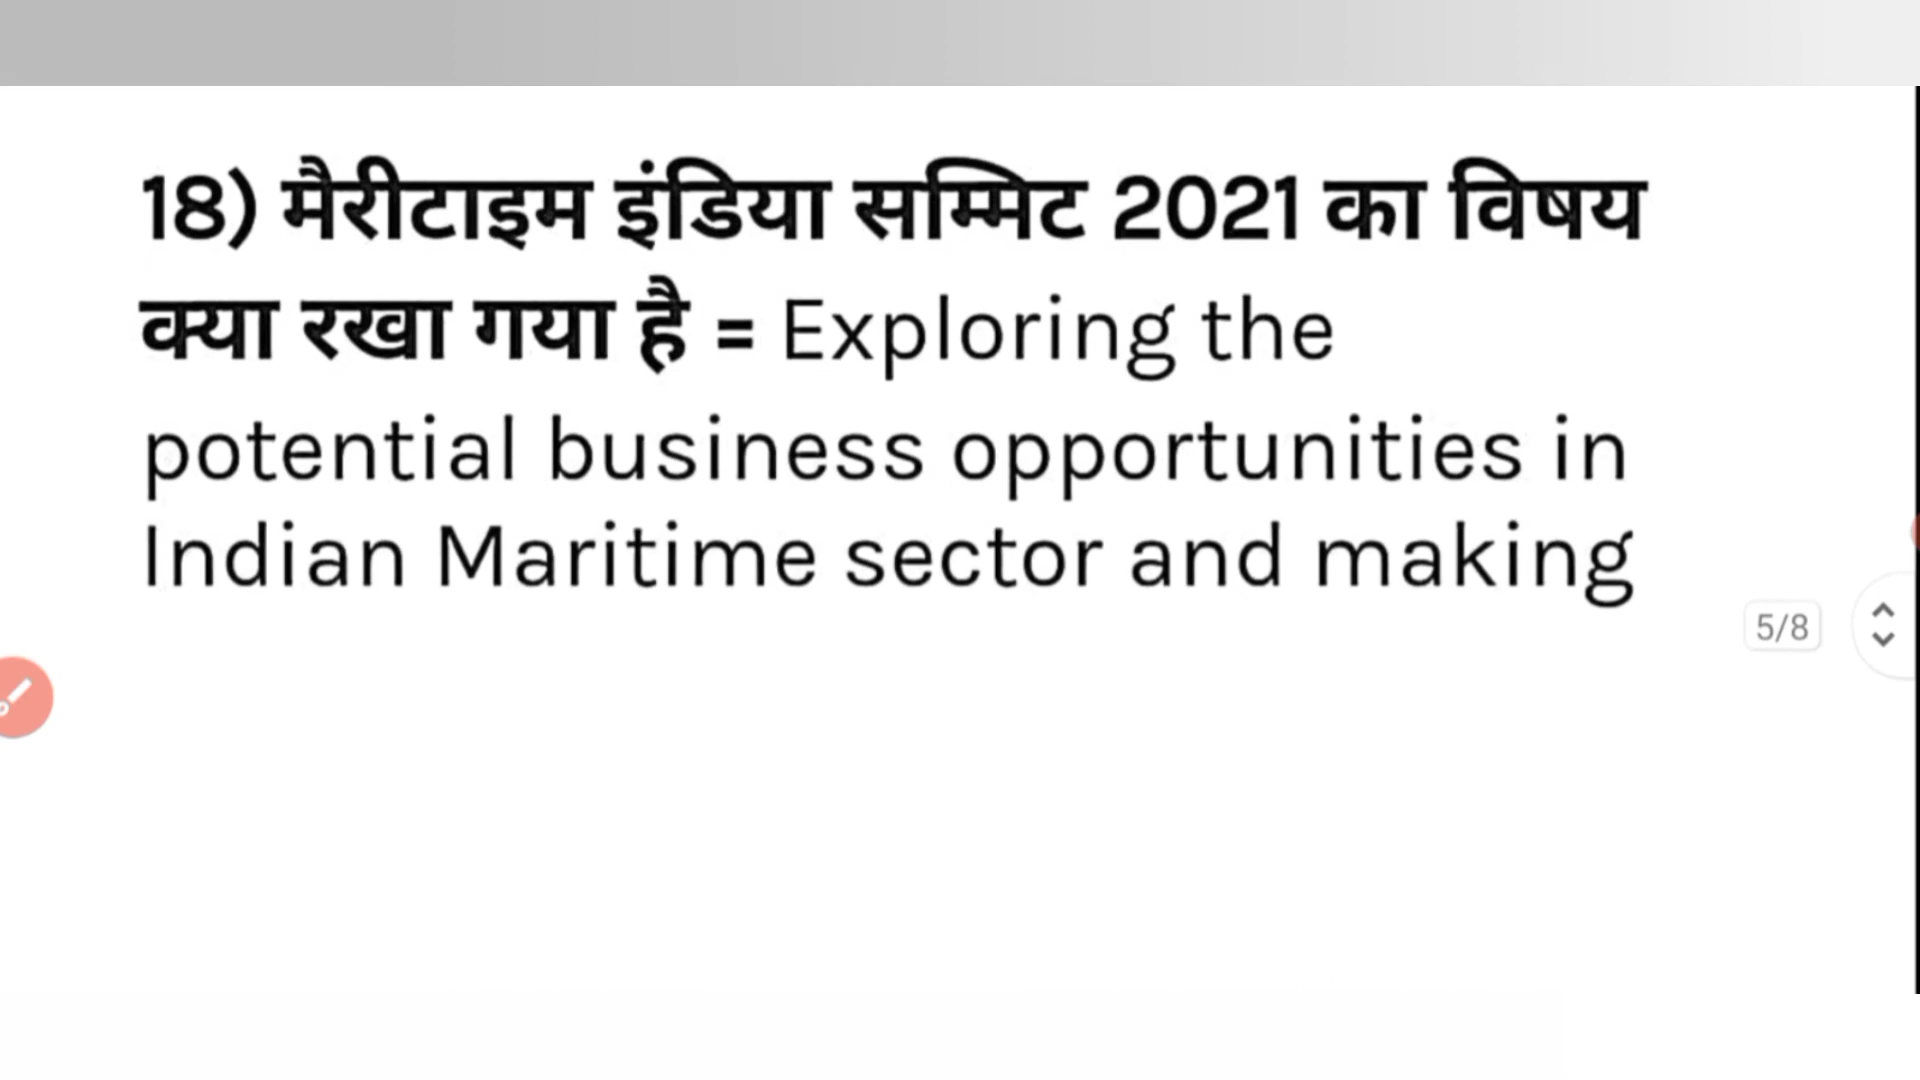 18) मैरीटाइम इंडिया सम्मिट 2021 का विषय
क्या रखा गया है = Exploring the
potential business opportunities in
Indian Maritime sector and making
5/8